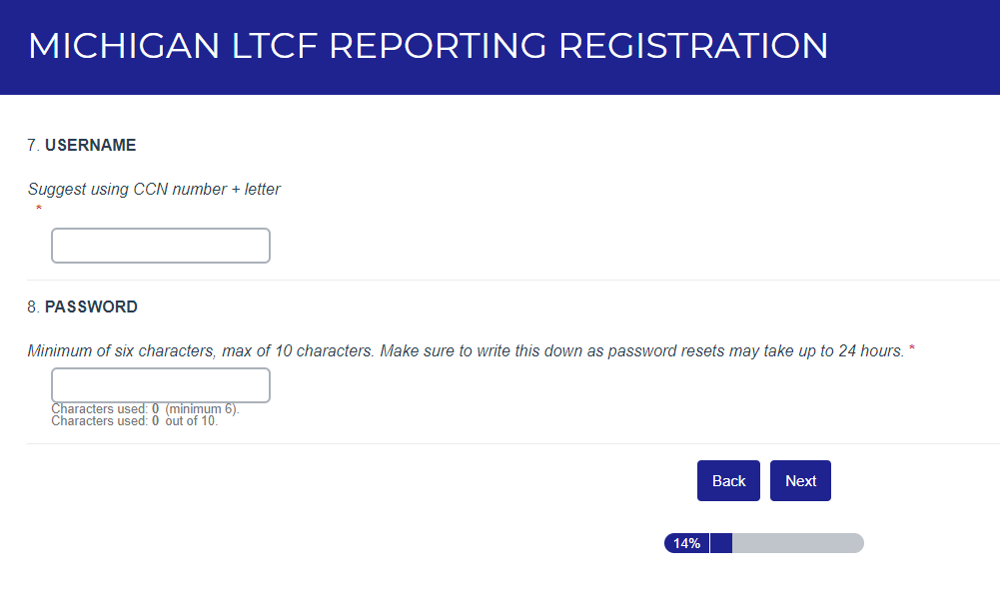 MICHIGAN LTCF REPORTING REGISTRATION
7. USERNAME
Suggest using CCN number + letter
*
8. PASSWORD
Minimum of six characters, max of 10 characters. Make sure to write this down as password resets may take up to 24 hours. *
Characters used: 0 (minimum 6).
Characters used: 0 out of 10.
Back Next
14%